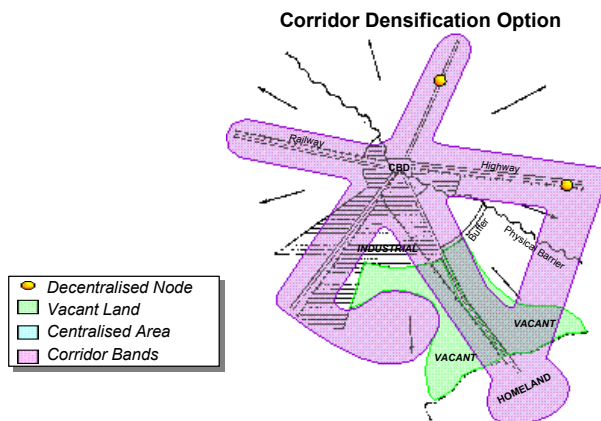 Corridor Densification Option
Railway
CBD
Highway
Buffer
Physical Barrier
INDUSTRIAL
Decentralised Node
Vacant Land
Centralised Area
Corridor Bands
VACANT
VACANT
HOMELAND